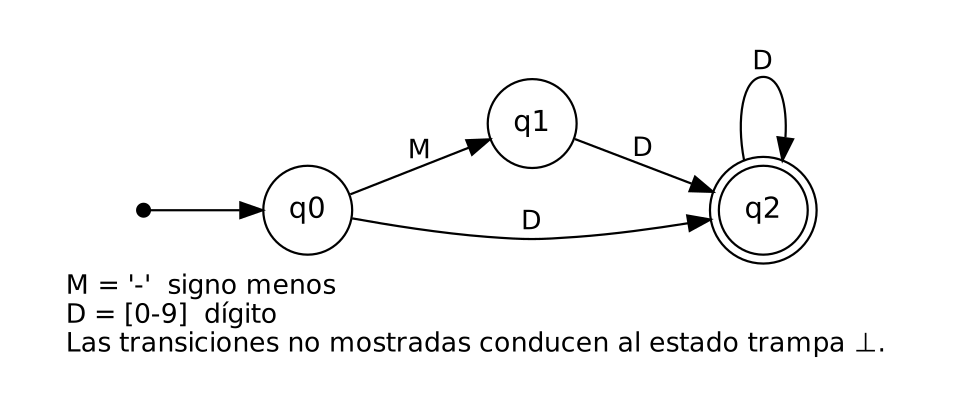 D
q1
M
D
q0
D
q2
M = '-'  signo menos
D = [0-9]  dígito
Las transiciones no mostradas conducen al estado trampa ⊥.